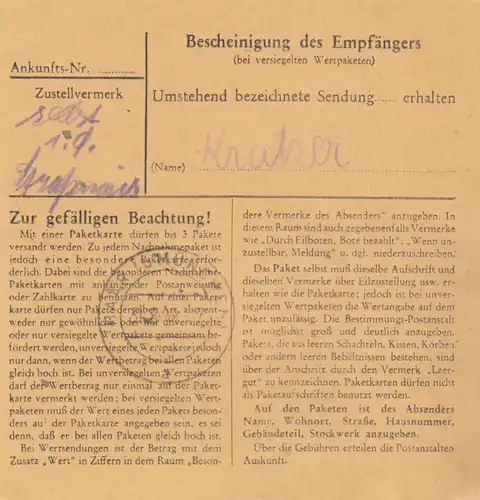 Ankunfts-Nr. ..........
Zustellvermerk
selbst
Bescheinigung des Empfängers
(bei versiegelten Wertpaketen)
Umstehend bezeichnete Sendung...... erhalten
(Name) Kratzer
Zur gefälligen Beachtung!
Mit einer Paketkarte dürfen bis 3 Pakete
versandt werden. Zu jedem Nachnahmepaket ist
jedoch eine besondere Paketkarte erfor-
derlich. Dabei sind die besonderen Nachnahme-
Paketkarten mit anhängender Postanweisung
oder Zahlkarte zu benutzen. Auf einer Paket-
karte dürfen nur Pakete derselben Art, also ent-
weder nur gewöhnliche oder nur unversiegelte
oder nur versiegelte Wertpakete gemeinsam be-
fördert werden, unversiegelte Wertpakete jedoch
nur dann, wenn der Wertbetrag bei allen Paketen
gleich hoch ist. Bei unversiegelten Wertpaketen
darf der Wertbetrag nur einmal auf der Paket-
karte vermerkt werden; bei versiegelten Wert-
paketen muß der Wert eines jeden Pakets beson-
ders auf der Paketkarte angegeben sein, es sei
denn, daß er bei allen Paketen gleich hoch ist.
Bei Wertsendungen ist der Betrag mit dem
Zusatz „Wert" in Ziffern in dem Raum „Beson-
dere Vermerke des Absenders" anzugeben. In
diesem Raum sind auch gegebenenfalls Vermerke
wie „Durch Eilboten, Bote bezahlt", „Wenn un-
zustellbar, Meldung" u. dgl. niederzuschreiben.
Das Paket selbst muß dieselbe Aufschrift und
dieselben Vermerke über Eilzustellung usw. er-
halten wie die Paketkarte; jedoch ist bei unver-
siegelten Wertpaketen die Wertangabe auf dem
Paket unzulässig. Die Bestimmungs-Postanstalt
ist möglichst groß und deutlich anzugeben.
Pakete, die aus leeren Schachteln, Kisten, Körben
oder andern leeren Behältnissen bestehen, sind
über der Anschrift durch den Vermerk „Leer-
gut" zu kennzeichnen. Paketkarten dürfen nicht
als Paketaufschriften benutzt werden.
Auf den Paketen ist des Absenders
Name, Wohnort, Straße, Hausnummer,
Gebäudeteil, Stockwerk anzugeben.
Über die Gebühren erteilen die Postanstalten
Auskunft.